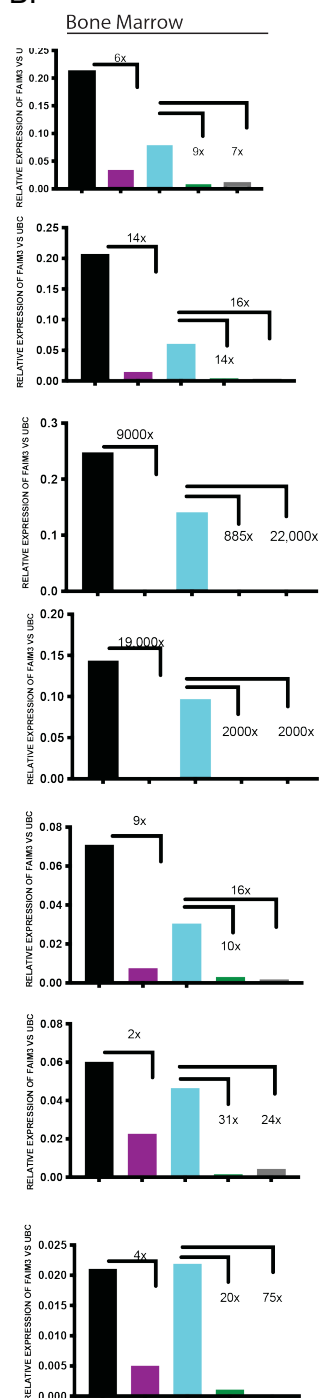 Bone Marrow
RELATIVE EXPRESSION OF FAIM3 VS U
0.25
0.20
0.15
0.10
0.05
0.00
6x
9x
7x
RELATIVE EXPRESSION OF FAIM3 VS UBC
0.25
0.20
0.15
0.10
0.05
0.00
14x
16x
14x
RELATIVE EXPRESSION OF FAIM3 VS UBC
0.3
0.2
0.1
0.0
9000x
885x 22,000x
RELATIVE EXPRESSION OF FAIM3 VS UBC
0.20
0.15
0.10
0.05
0.00
19,000x
2000x 2000x
RELATIVE EXPRESSION OF FAIM3 VS UBC
0.08
0.06
0.04
0.02
0.00
9x
16x
10x
RELATIVE EXPRESSION OF FAIM3 VS UBC
0.08
0.06
0.04
0.02
0.00
2x
31x 24x
RELATIVE EXPRESSION OF FAIM3 VS UBC
0.025
0.020
0.015
0.010
0.005
0.000
4x
20x 75x